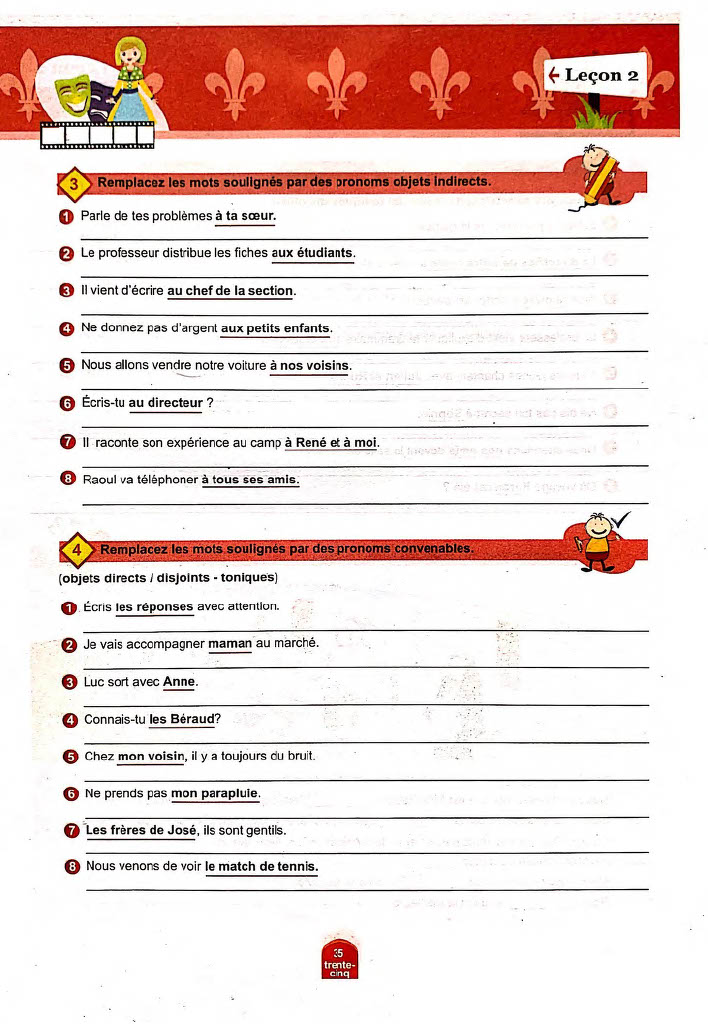 ← Leçon 2
3 Remplacez les mots soulignés par des pronoms objets indirects.
1 Parle de tes problèmes à ta sœur.
2 Le professeur distribue les fiches aux étudiants.
3 Il vient d'écrire au chef de la section.
4 Ne donnez pas d'argent aux petits enfants.
5 Nous allons vendre notre voiture à nos voisins.
6 Écris-tu au directeur ?
7 Il raconte son expérience au camp à René et à moi.
8 Raoul va téléphoner à tous ses amis.
4 Remplacez les mots soulignés par des pronoms convenables.
(objets directs / disjoints - toniques)
1. Écris les réponses avec attention.
2 Je vais accompagner maman au marché.
3 Luc sort avec Anne.
4 Connais-tu les Béraud?
5 Chez mon voisin, il y a toujours du bruit.
6 Ne prends pas mon parapluie.
7 Les frères de José, ils sont gentils.
8 Nous venons de voir le match de tennis.
35
trente-
cinq